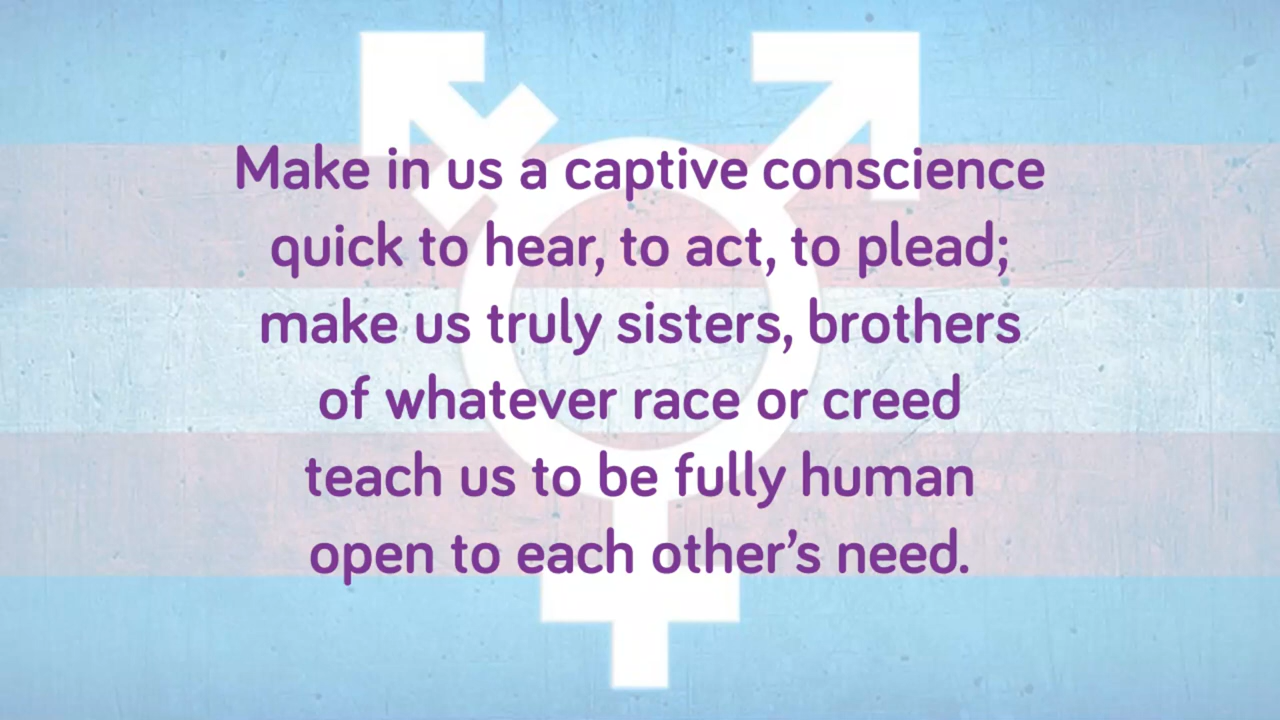 Make in us a captive conscience
quick to hear, to act, to plead;
make us truly sisters, brothers
of whatever race or creed
teach us to be fully human
open to each other’s need.